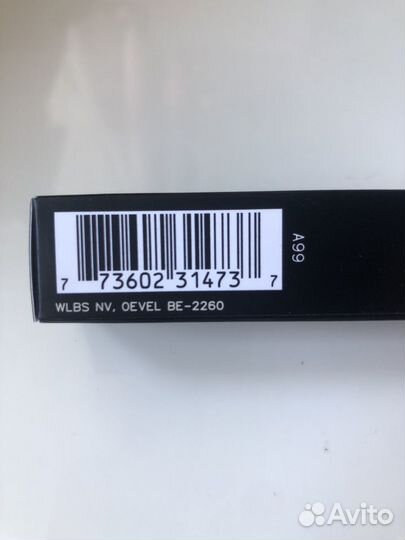 7 73602 31473 7
WLBS NV, OEVEL BE-2260
A99
Avito